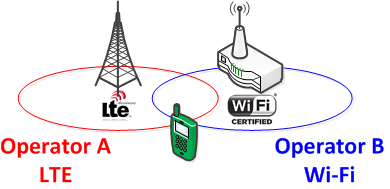 Lte
WiFi
CERTIFIED
Operator A
LTE
Operator B
Wi-Fi